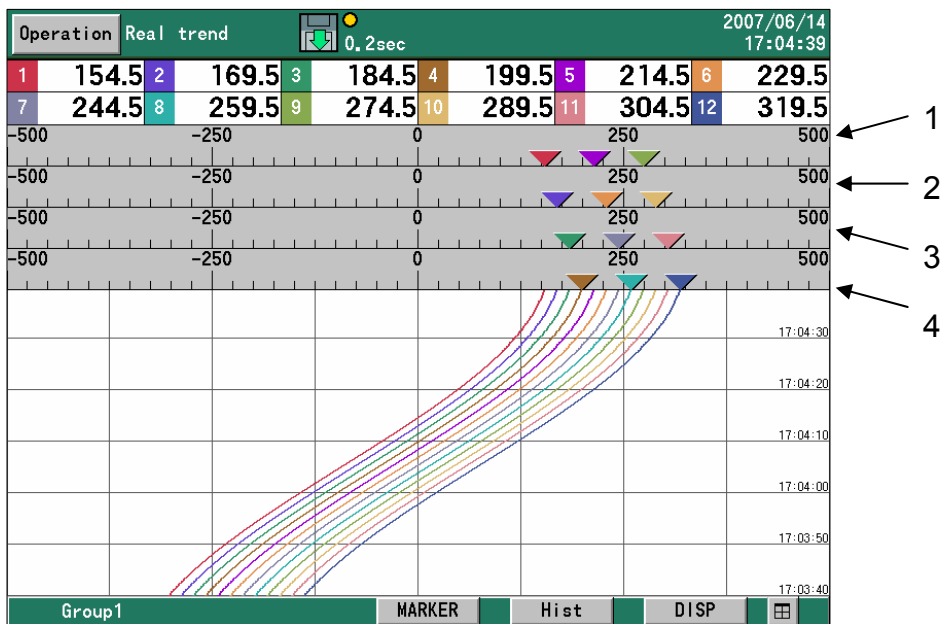 Operation Real trend 0.2sec 2007/06/14
17:04:39
1 154.5 2 169.5 3 184.5 4 199.5 5 214.5 6 229.5
7 244.5 8 259.5 9 274.5 10 289.5 11 304.5 12 319.5
-500 -250 0 250 500 1
-500 -250 0 250 500 2
-500 -250 0 250 500 3
-500 -250 0 250 500 4
17:04:30
17:04:20
17:04:10
17:04:00
17:03:50
17:03:40
Group1 MARKER Hist DISP